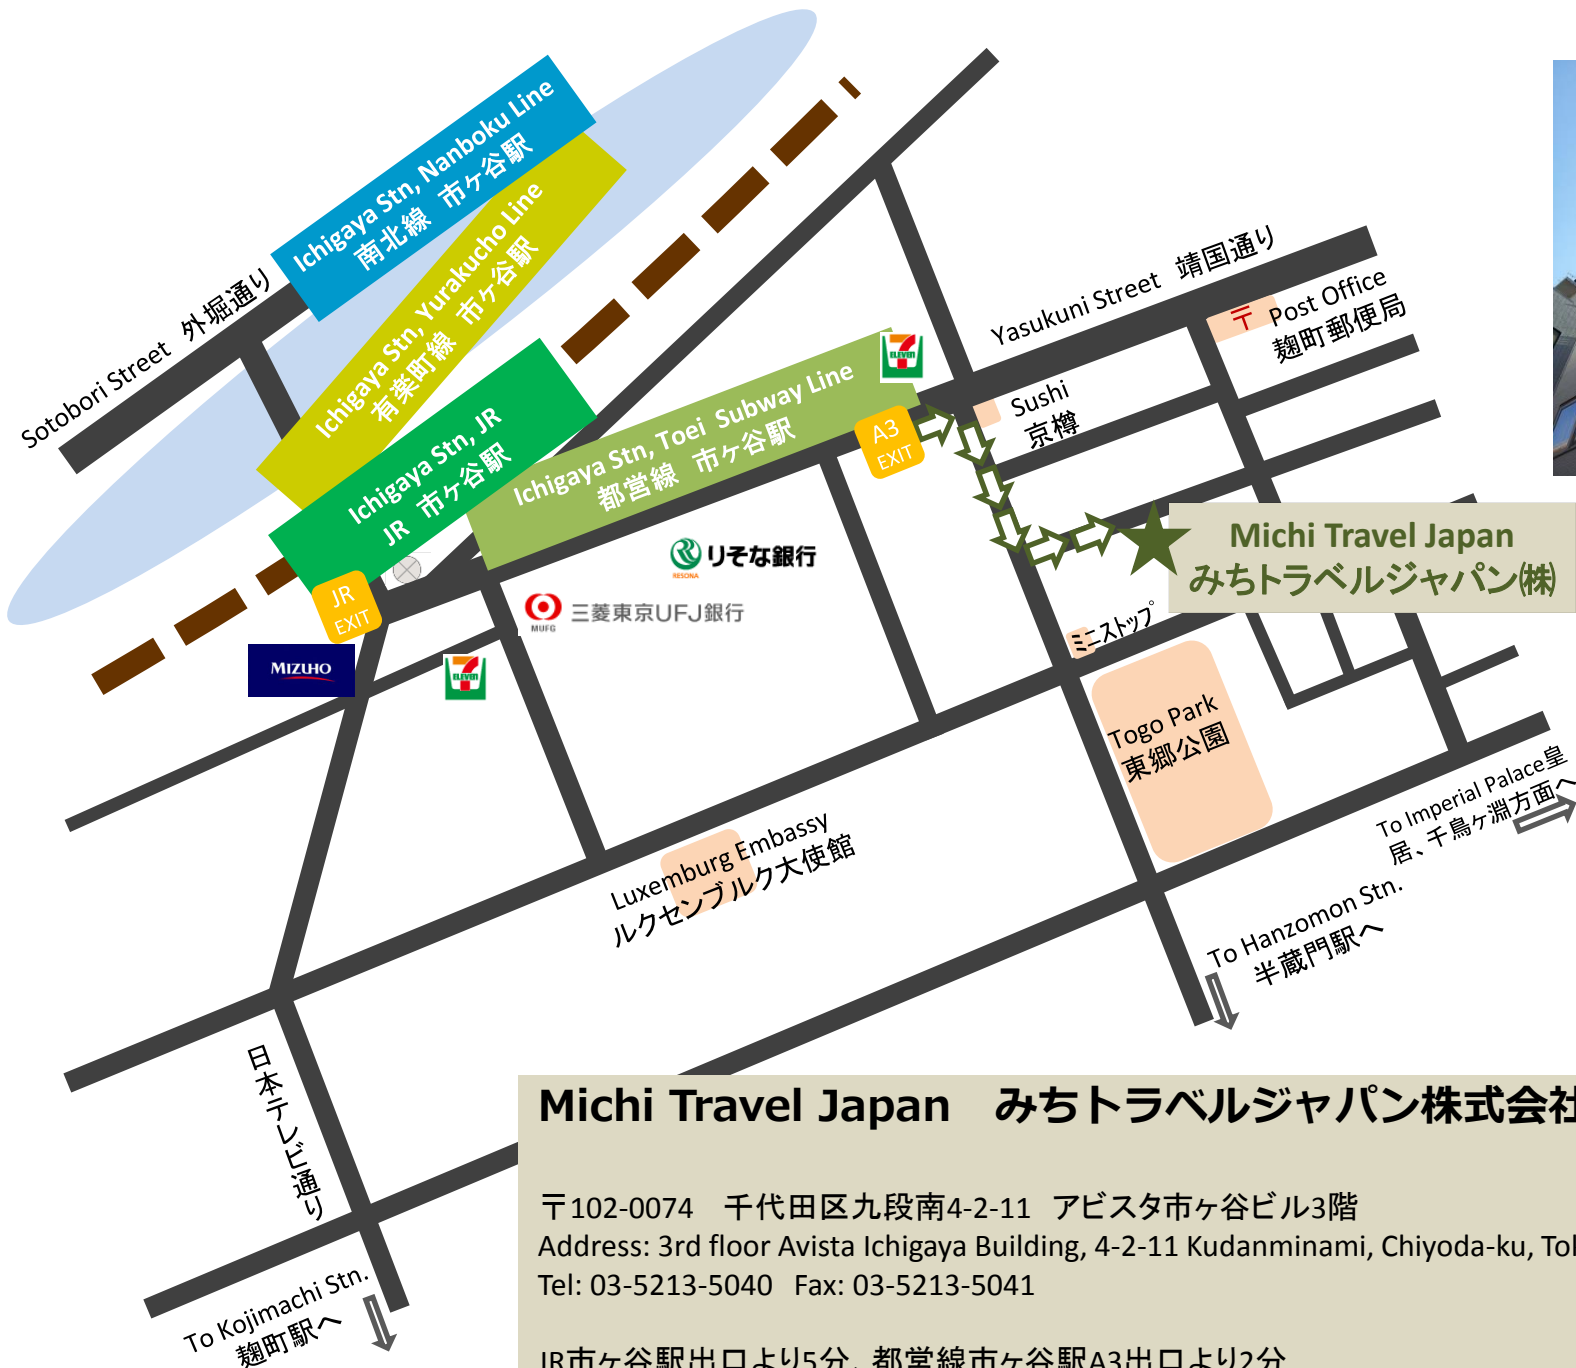 Ichigaya Stn, Nanboku Line
南北線 市ヶ谷駅
Sotobori Street 外堀通り
Ichigaya Stn, Yurakucho Line
有楽町線 市ヶ谷駅
Ichigaya Stn, JR
JR 市ヶ谷駅
Ichigaya Stn, Toei Subway Line
都営線 市ヶ谷駅
7
ELEVEN
Yasukuni Street 靖国通り
〒 Post Office
麹町郵便局
A3
EXIT
Sushi
京樽
Michi Travel Japan
みちトラベルジャパン㈱
りそな銀行
RESONA
三菱東京UFJ銀行
MUFG
JR
EXIT
MIZUHO
7
ELEVEN
ミニストップ
Togo Park
東郷公園
To Imperial Palace皇
居、千鳥ヶ淵方面へ
Luxemburg Embassy
ルクセンブルク大使館
To Hanzomon Stn.
半蔵門駅へ
日本テレビ通り
To Kojimachi Stn.
麹町駅へ
Michi Travel Japan みちトラベルジャパン株式会社
〒102-0074 千代田区九段南4-2-11 アビスタ市ヶ谷ビル3階
Address: 3rd floor Avista Ichigaya Building, 4-2-11 Kudanminami, Chiyoda-ku,
Tel: 03-5213-5040 Fax: 03-5213-5041
JR市ヶ谷駅出口より5分、都営線市ヶ谷駅A3出口より2分